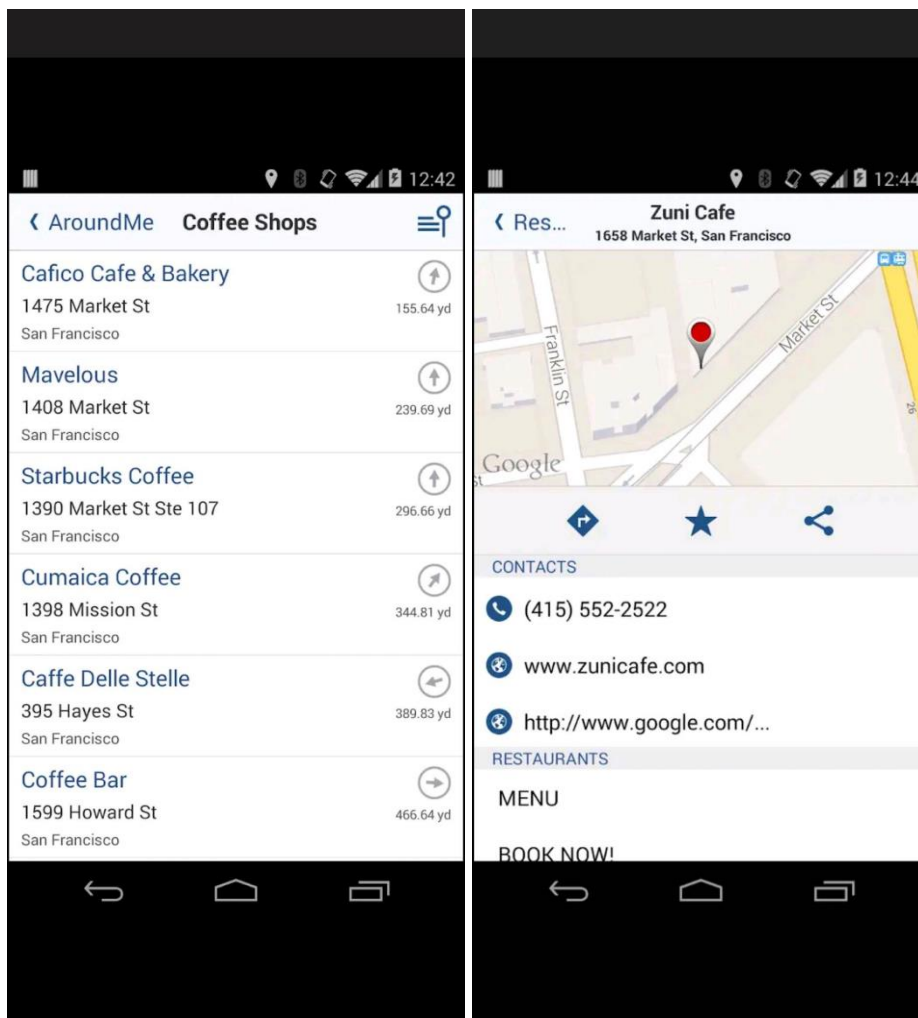 12:42
AroundMe Coffee Shops
Cafico Cafe & Bakery
1475 Market St
155.64 yd
San Francisco
Mavelous
1408 Market St
239.69 yd
San Francisco
Starbucks Coffee
1390 Market St Ste 107
296.66 yd
San Francisco
Cumaica Coffee
1398 Mission St
344.81 yd
San Francisco
Caffe Delle Stelle
395 Hayes St
389.83 yd
San Francisco
Coffee Bar
1599 Howard St
466.64 yd
San Francisco
12:44
Res...
Zuni Cafe
1658 Market St, San Francisco
Franklin St
Market St
26
Google
st
CONTACTS
(415) 552-2522
www.zunicafe.com
http://www.google.com/...
RESTAURANTS
MENU
BOOK NOW!